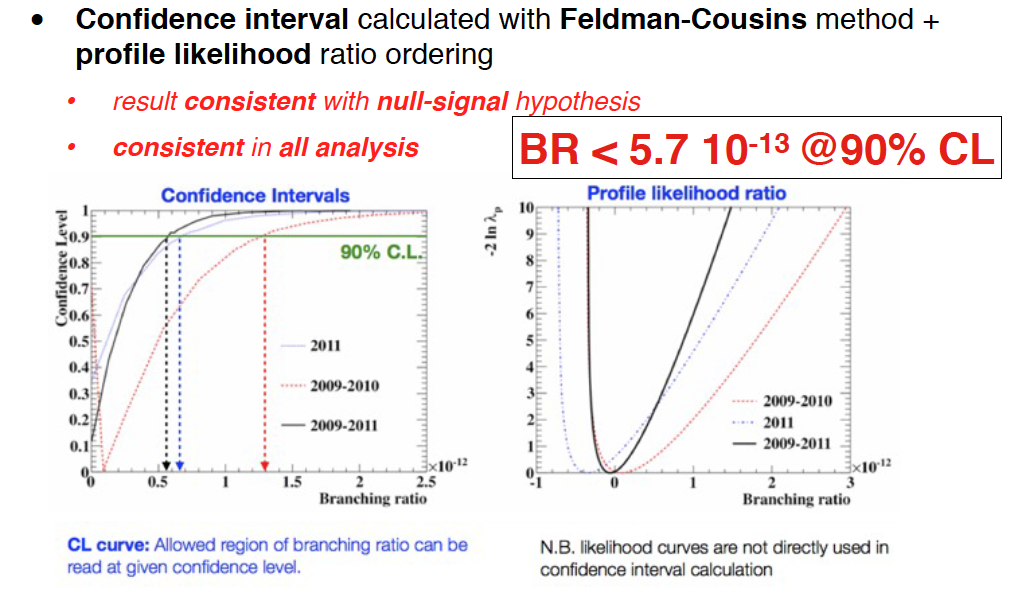 • Confidence interval calculated with Feldman-Cousins method +
profile likelihood ratio ordering
• result consistent with null-signal hypothesis
• consistent in all analysis
BR < 5.7 10⁻¹³ @90% CL
Confidence Intervals
Confidence Level
1
0.9
0.8
0.7
0.6
0.5
0.4
0.3
0.2
0.1
0
90% C.L.
2011
2009-2010
2009-2011
0 0.5 1 1.5 2 2.5
×10⁻¹²
Branching ratio
Profile likelihood ratio
-2 ln λp
10
9
8
7
6
5
4
3
2
1
0
2009-2010
2011
2009-2011
-1 0 1 2 3
×10⁻¹²
Branching ratio
CL curve: Allowed region of branching ratio can be
read at given confidence level.
N.B. likelihood curves are not directly used in
confidence interval calculation